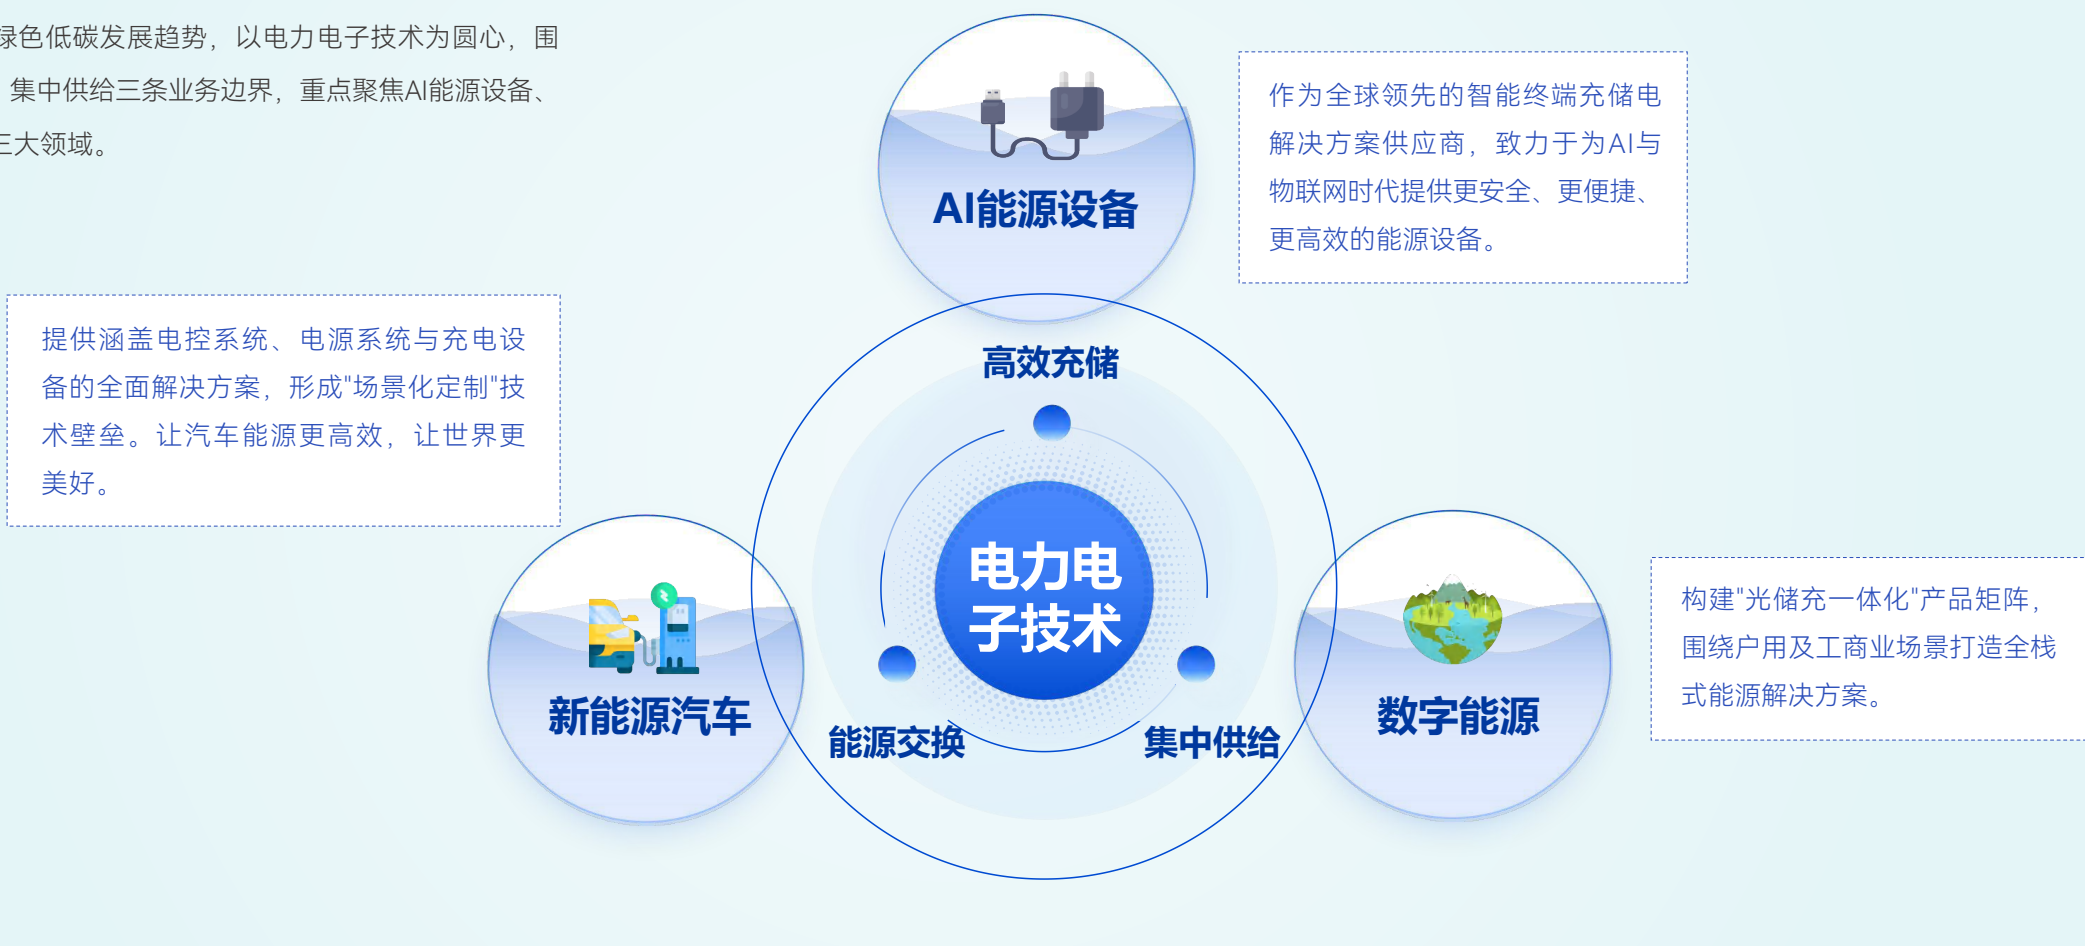 绿色低碳发展趋势，以电力电子技术为圆心，围
集中供给三条业务边界，重点聚焦AI能源设备、
三大领域。
AI能源设备
作为全球领先的智能终端充储电
解决方案供应商，致力于为AI与
物联网时代提供更安全、更便捷、
更高效的能源设备。
提供涵盖电控系统、电源系统与充电设
备的全面解决方案，形成"场景化定制"技
术壁垒。让汽车能源更高效，让世界更
美好。
高效充储
电力电
子技术
新能源汽车
能源交换
集中供给
数字能源
构建"光储充一体化"产品矩阵，
围绕户用及工商业场景打造全栈
式能源解决方案。